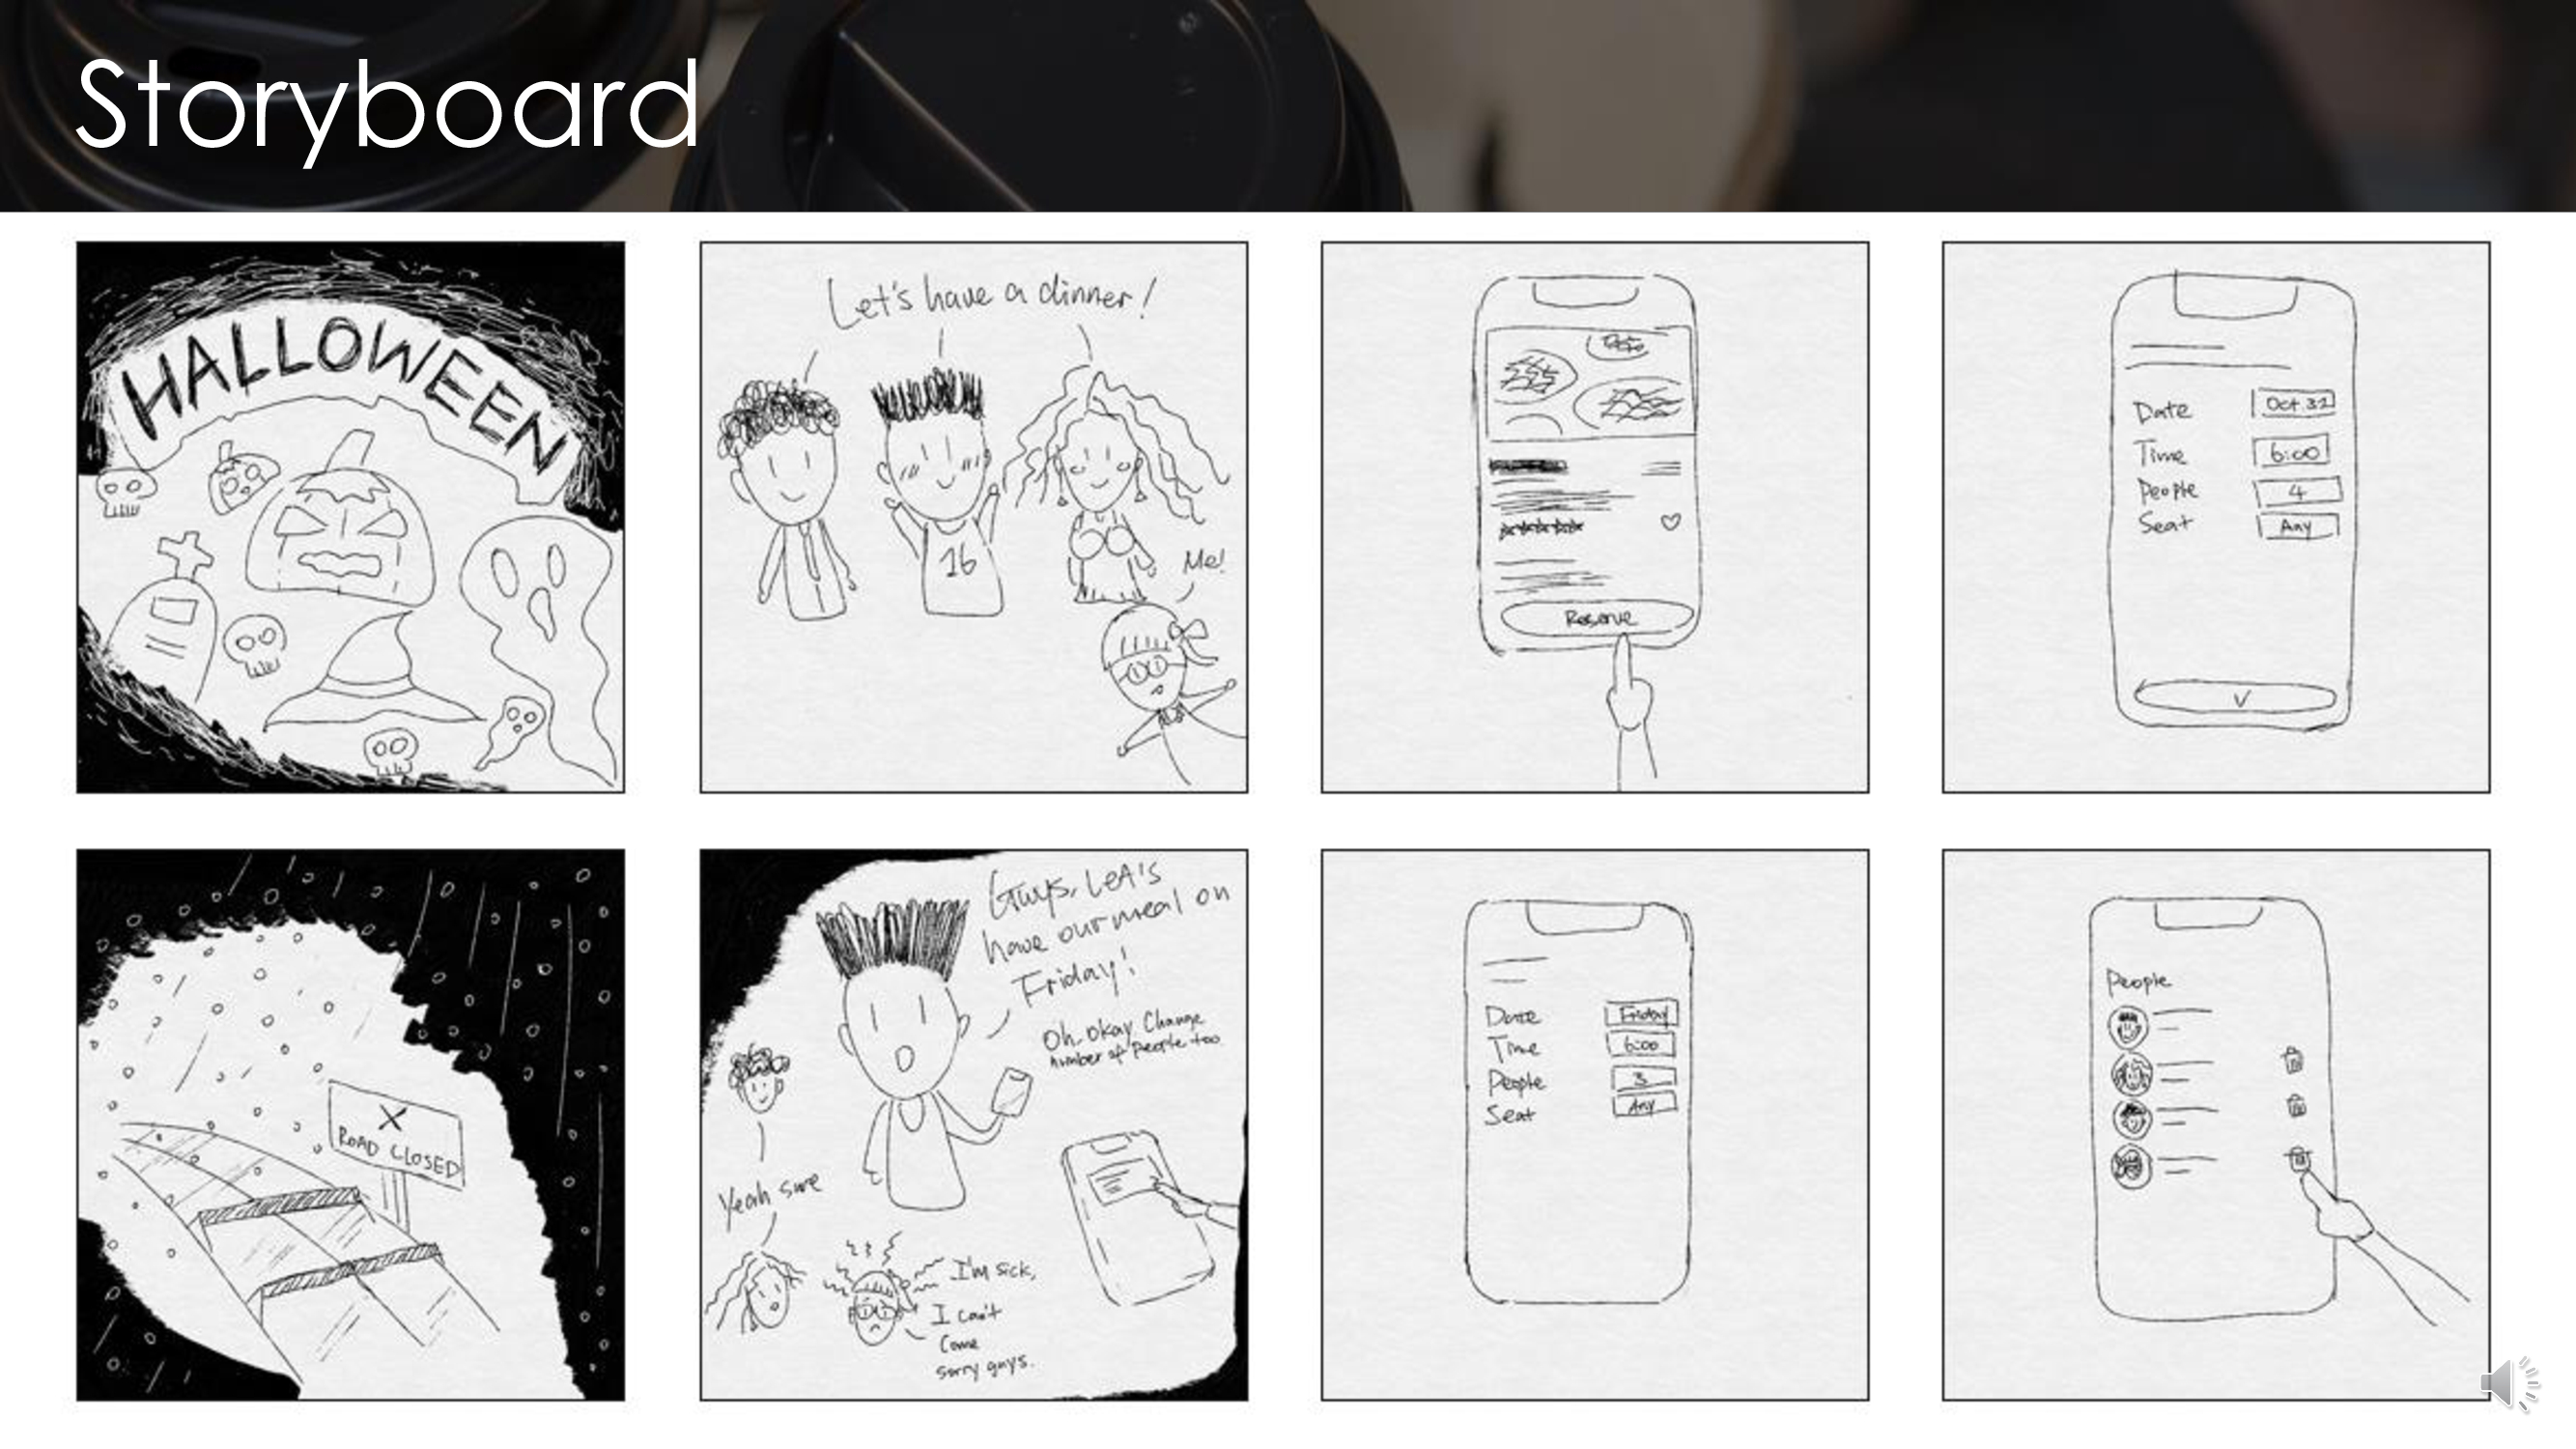 Storyboard
HALLOWEEN
Let's have a dinner!
16
Me!
Reserve
Date Oct 31
Time 6:00
People 4
Seat Any
X
ROAD CLOSED
Guys, Let's
have our meal on
Friday!
Oh, okay Change
number of people too
Yeah sure
I'm sick,
I can't
Come
sorry guys.
Date Friday
Time 6:00
People 3
Seat Any
People